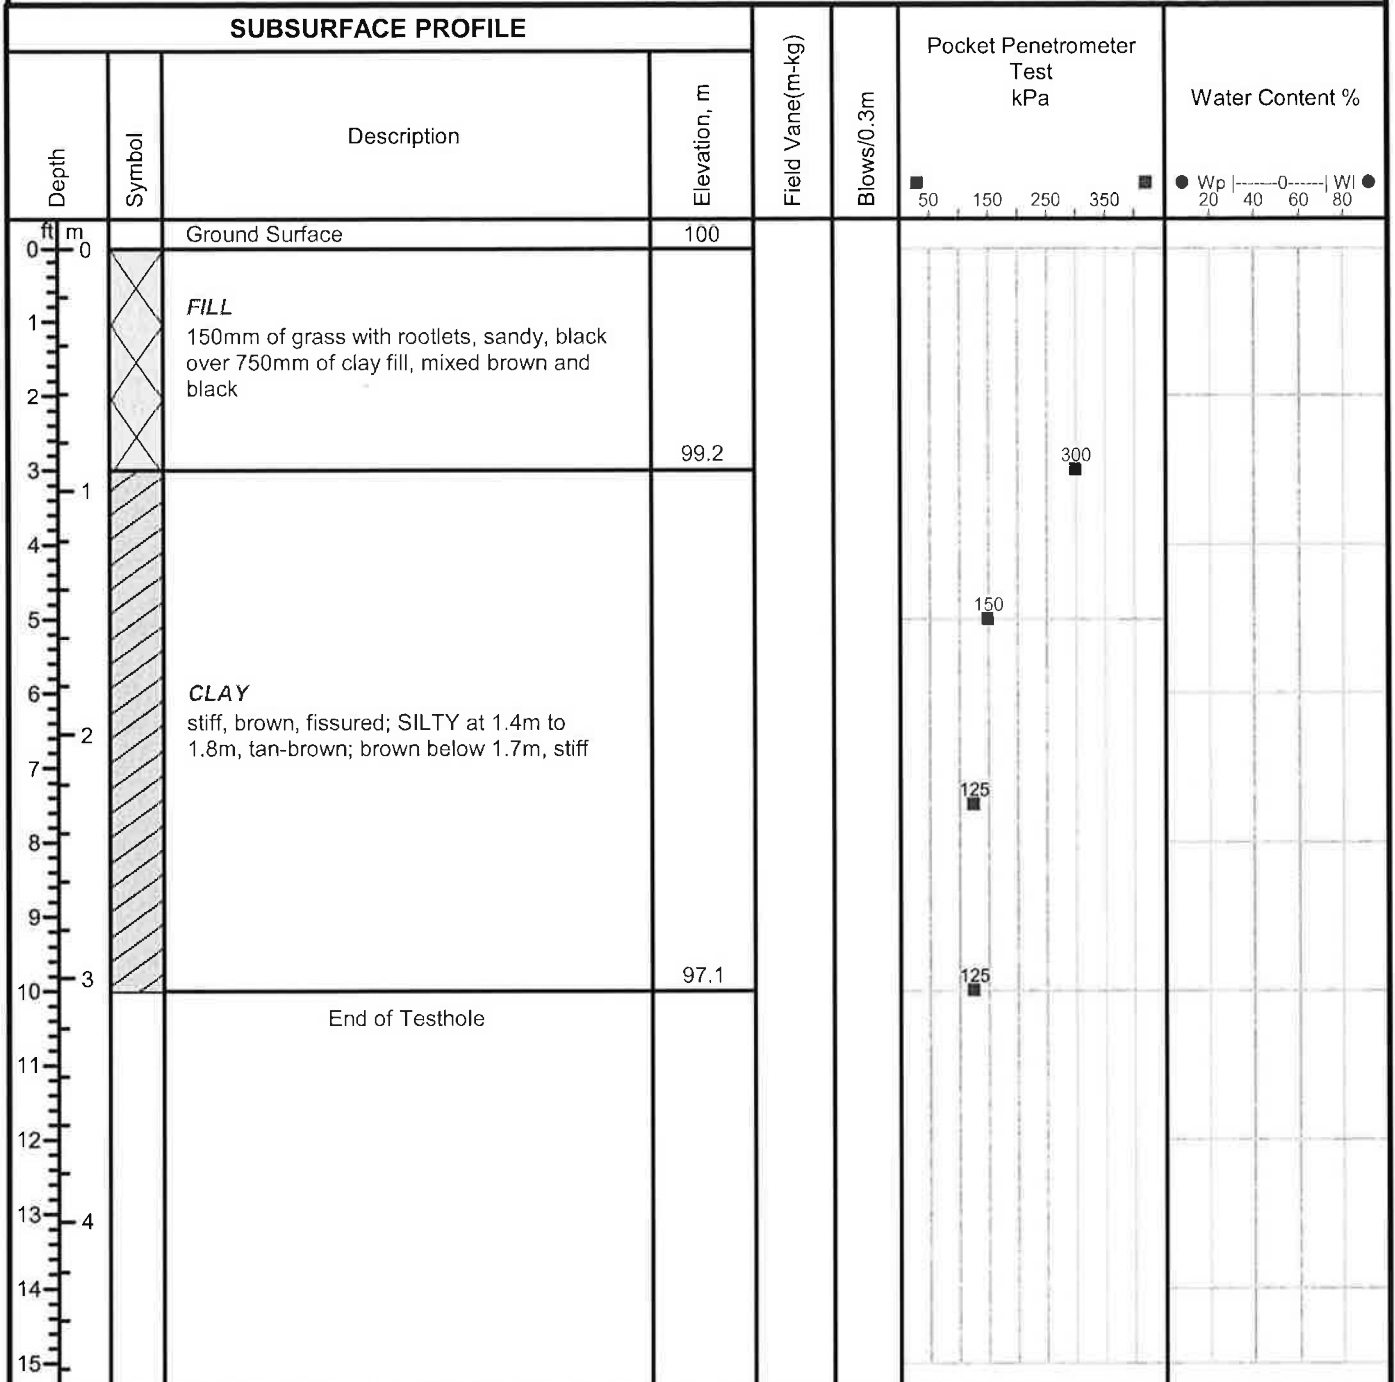 SUBSURFACE PROFILE
Depth
Symbol
Description
Elevation, m
Field Vane(m-kg)
Blows/0.3m
Pocket Penetrometer
Test
kPa
50 150 250 350
Water Content %
Wp |-------0------| Wl
20 40 60 80
ft m
Ground Surface 100
0 0
FILL
150mm of grass with rootlets, sandy, black
over 750mm of clay fill, mixed brown and
black
1
2
99.2
300
3
1
4
150
5
6
CLAY
stiff, brown, fissured; SILTY at 1.4m to
1.8m, tan-brown; brown below 1.7m, stiff
2
7
125
8
9
97.1
125
3
10
End of Testhole
11
12
13
4
14
15